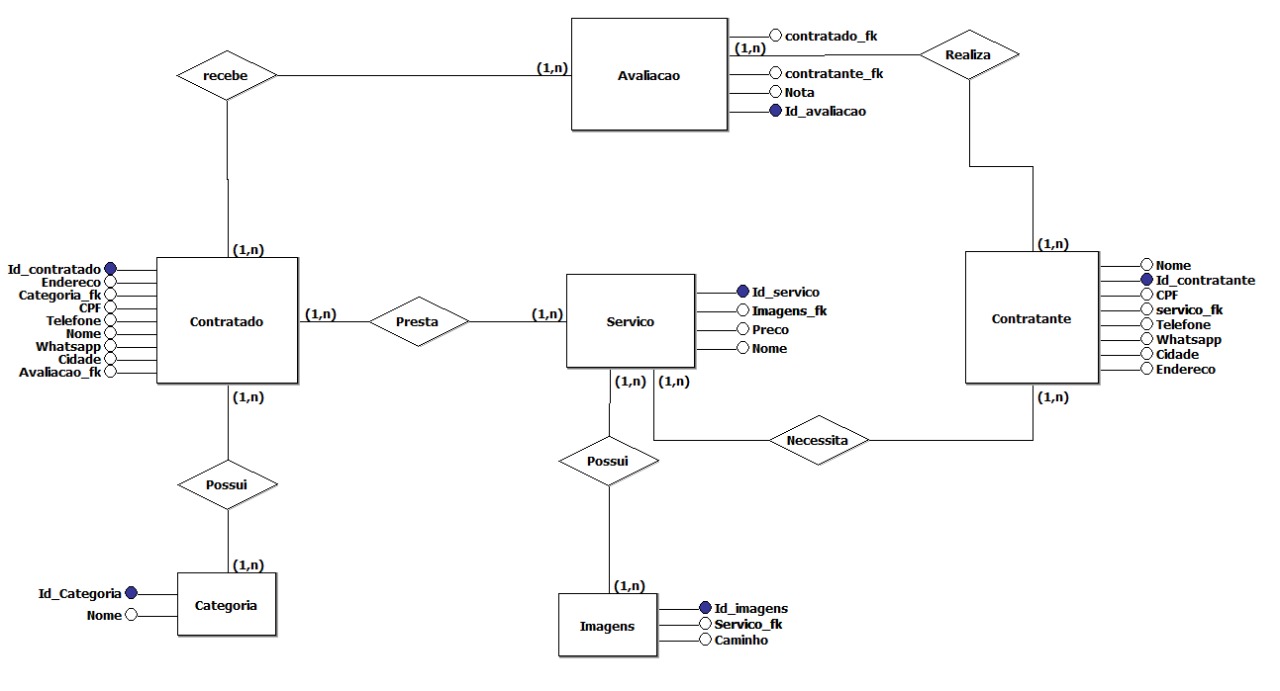 contratado_fk
(1,n)
Realiza
recebe
(1,n)
Avaliacao
contratante_fk
Nota
Id_avaliacao
(1,n)
(1,n)
Id_contratado
Endereco
Categoria_fk
CPF
Telefone
Nome
Whatsapp
Cidade
Avaliacao_fk
Contratado
(1,n)
Presta
(1,n)
Servico
Id_servico
Imagens_fk
Preco
Nome
Contratante
Nome
Id_contratante
CPF
servico_fk
Telefone
Whatsapp
Cidade
Endereco
(1,n)
(1,n)
(1,n)
(1,n)
Necessita
Possui
Possui
(1,n)
(1,n)
Id_Categoria
Nome
Categoria
Imagens
Id_imagens
Servico_fk
Caminho